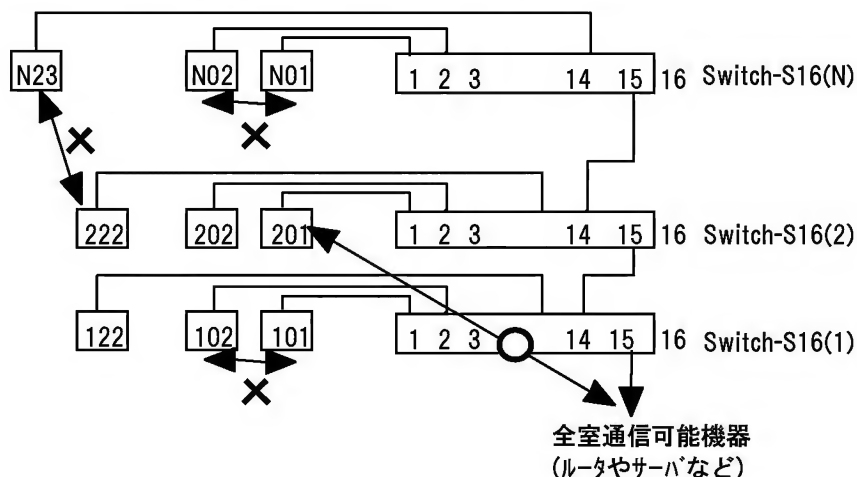 N23 N02 N01 1 2 3 14 15 16 Switch-S16(N)
222 202 201 1 2 3 14 15 16 Switch-S16(2)
122 102 101 1 2 3 14 15 16 Switch-S16(1)
全室通信可能機器
(ルータやサーバなど)